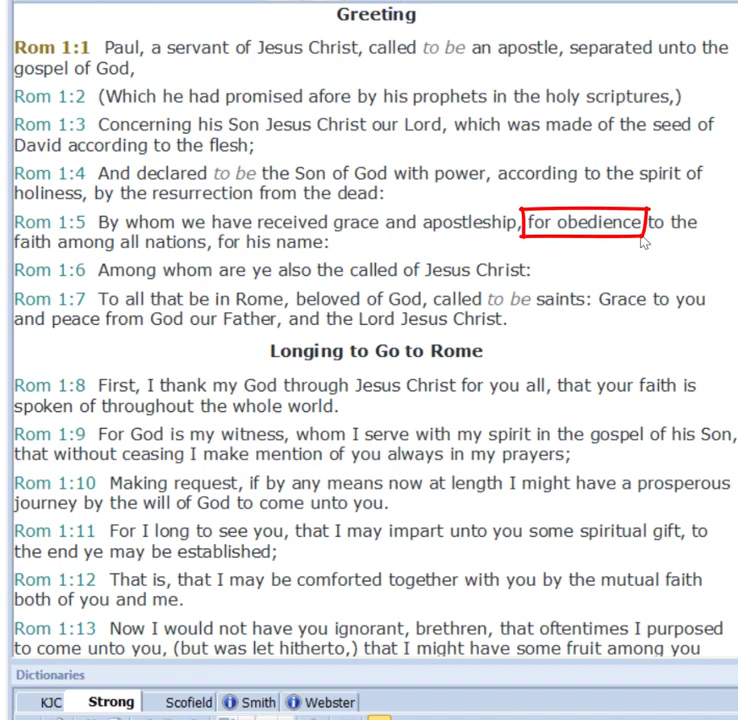 Greeting
Rom 1:1 Paul, a servant of Jesus Christ, called to be an apostle, separated unto the
gospel of God,
Rom 1:2 (Which he had promised afore by his prophets in the holy scriptures,)
Rom 1:3 Concerning his Son Jesus Christ our Lord, which was made of the seed of
David according to the flesh;
Rom 1:4 And declared to be the Son of God with power, according to the spirit of
holiness, by the resurrection from the dead:
Rom 1:5 By whom we have received grace and apostleship, for obedience to the
faith among all nations, for his name:
Rom 1:6 Among whom are ye also the called of Jesus Christ:
Rom 1:7 To all that be in Rome, beloved of God, called to be saints: Grace to you
and peace from God our Father, and the Lord Jesus Christ.
Longing to Go to Rome
Rom 1:8 First, I thank my God through Jesus Christ for you all, that your faith is
spoken of throughout the whole world.
Rom 1:9 For God is my witness, whom I serve with my spirit in the gospel of his Son,
that without ceasing I make mention of you always in my prayers;
Rom 1:10 Making request, if by any means now at length I might have a prosperous
journey by the will of God to come unto you.
Rom 1:11 For I long to see you, that I may impart unto you some spiritual gift, to
the end ye may be established;
Rom 1:12 That is, that I may be comforted together with you by the mutual faith
both of you and me.
Rom 1:13 Now I would not have you ignorant, brethren, that oftentimes I purposed
to come unto you, (but was let hitherto,) that I might have some fruit among you
Dictionaries
KJC Strong Scofield Smith Webster